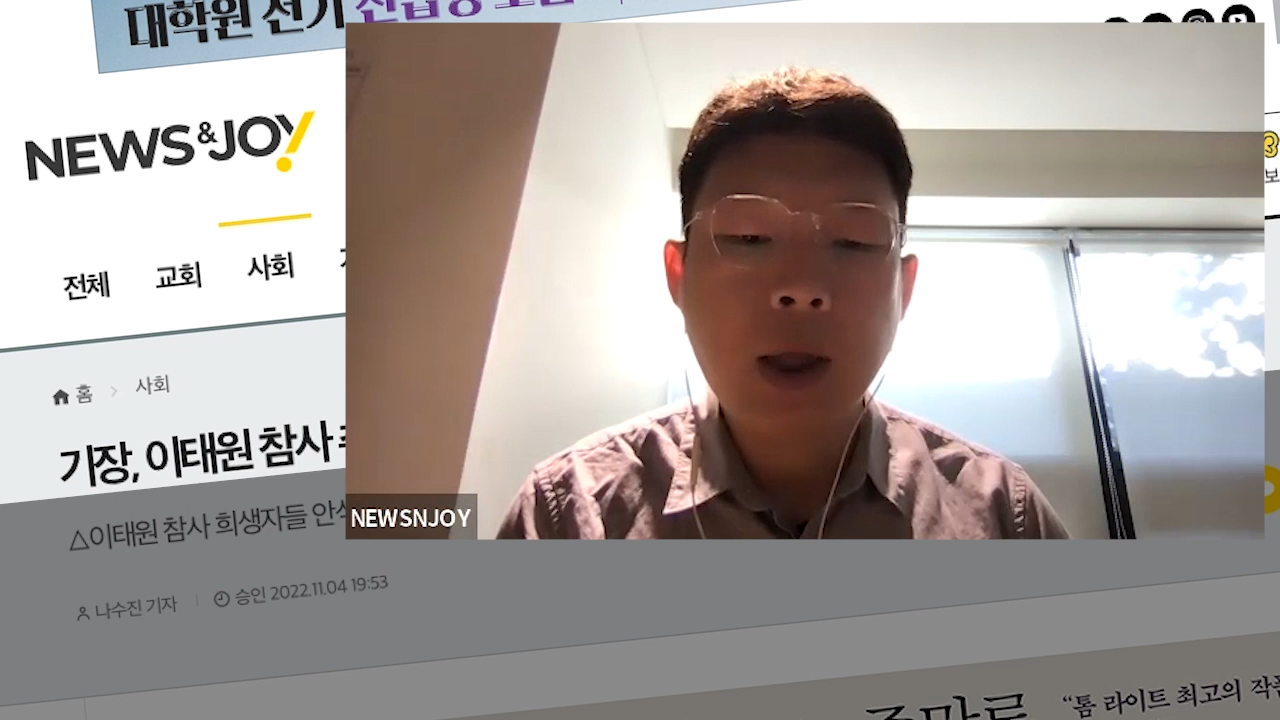 대학원 전기
NEWS&JOY!
전체 교회 사회
홈 > 사회
기장, 이태원 참사
△이태원 참사 희생자들
NEWSNJOY
나수진 기자 | 승인 2022.11.04 19:53
“톰 라이트 최고의